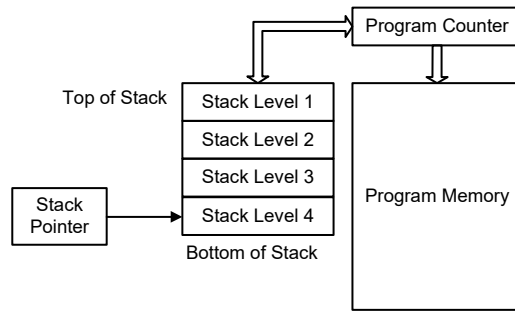 Program Counter
Top of Stack
Stack Level 1
Stack Level 2
Stack Level 3
Stack Level 4
Stack
Pointer
Bottom of Stack
Program Memory